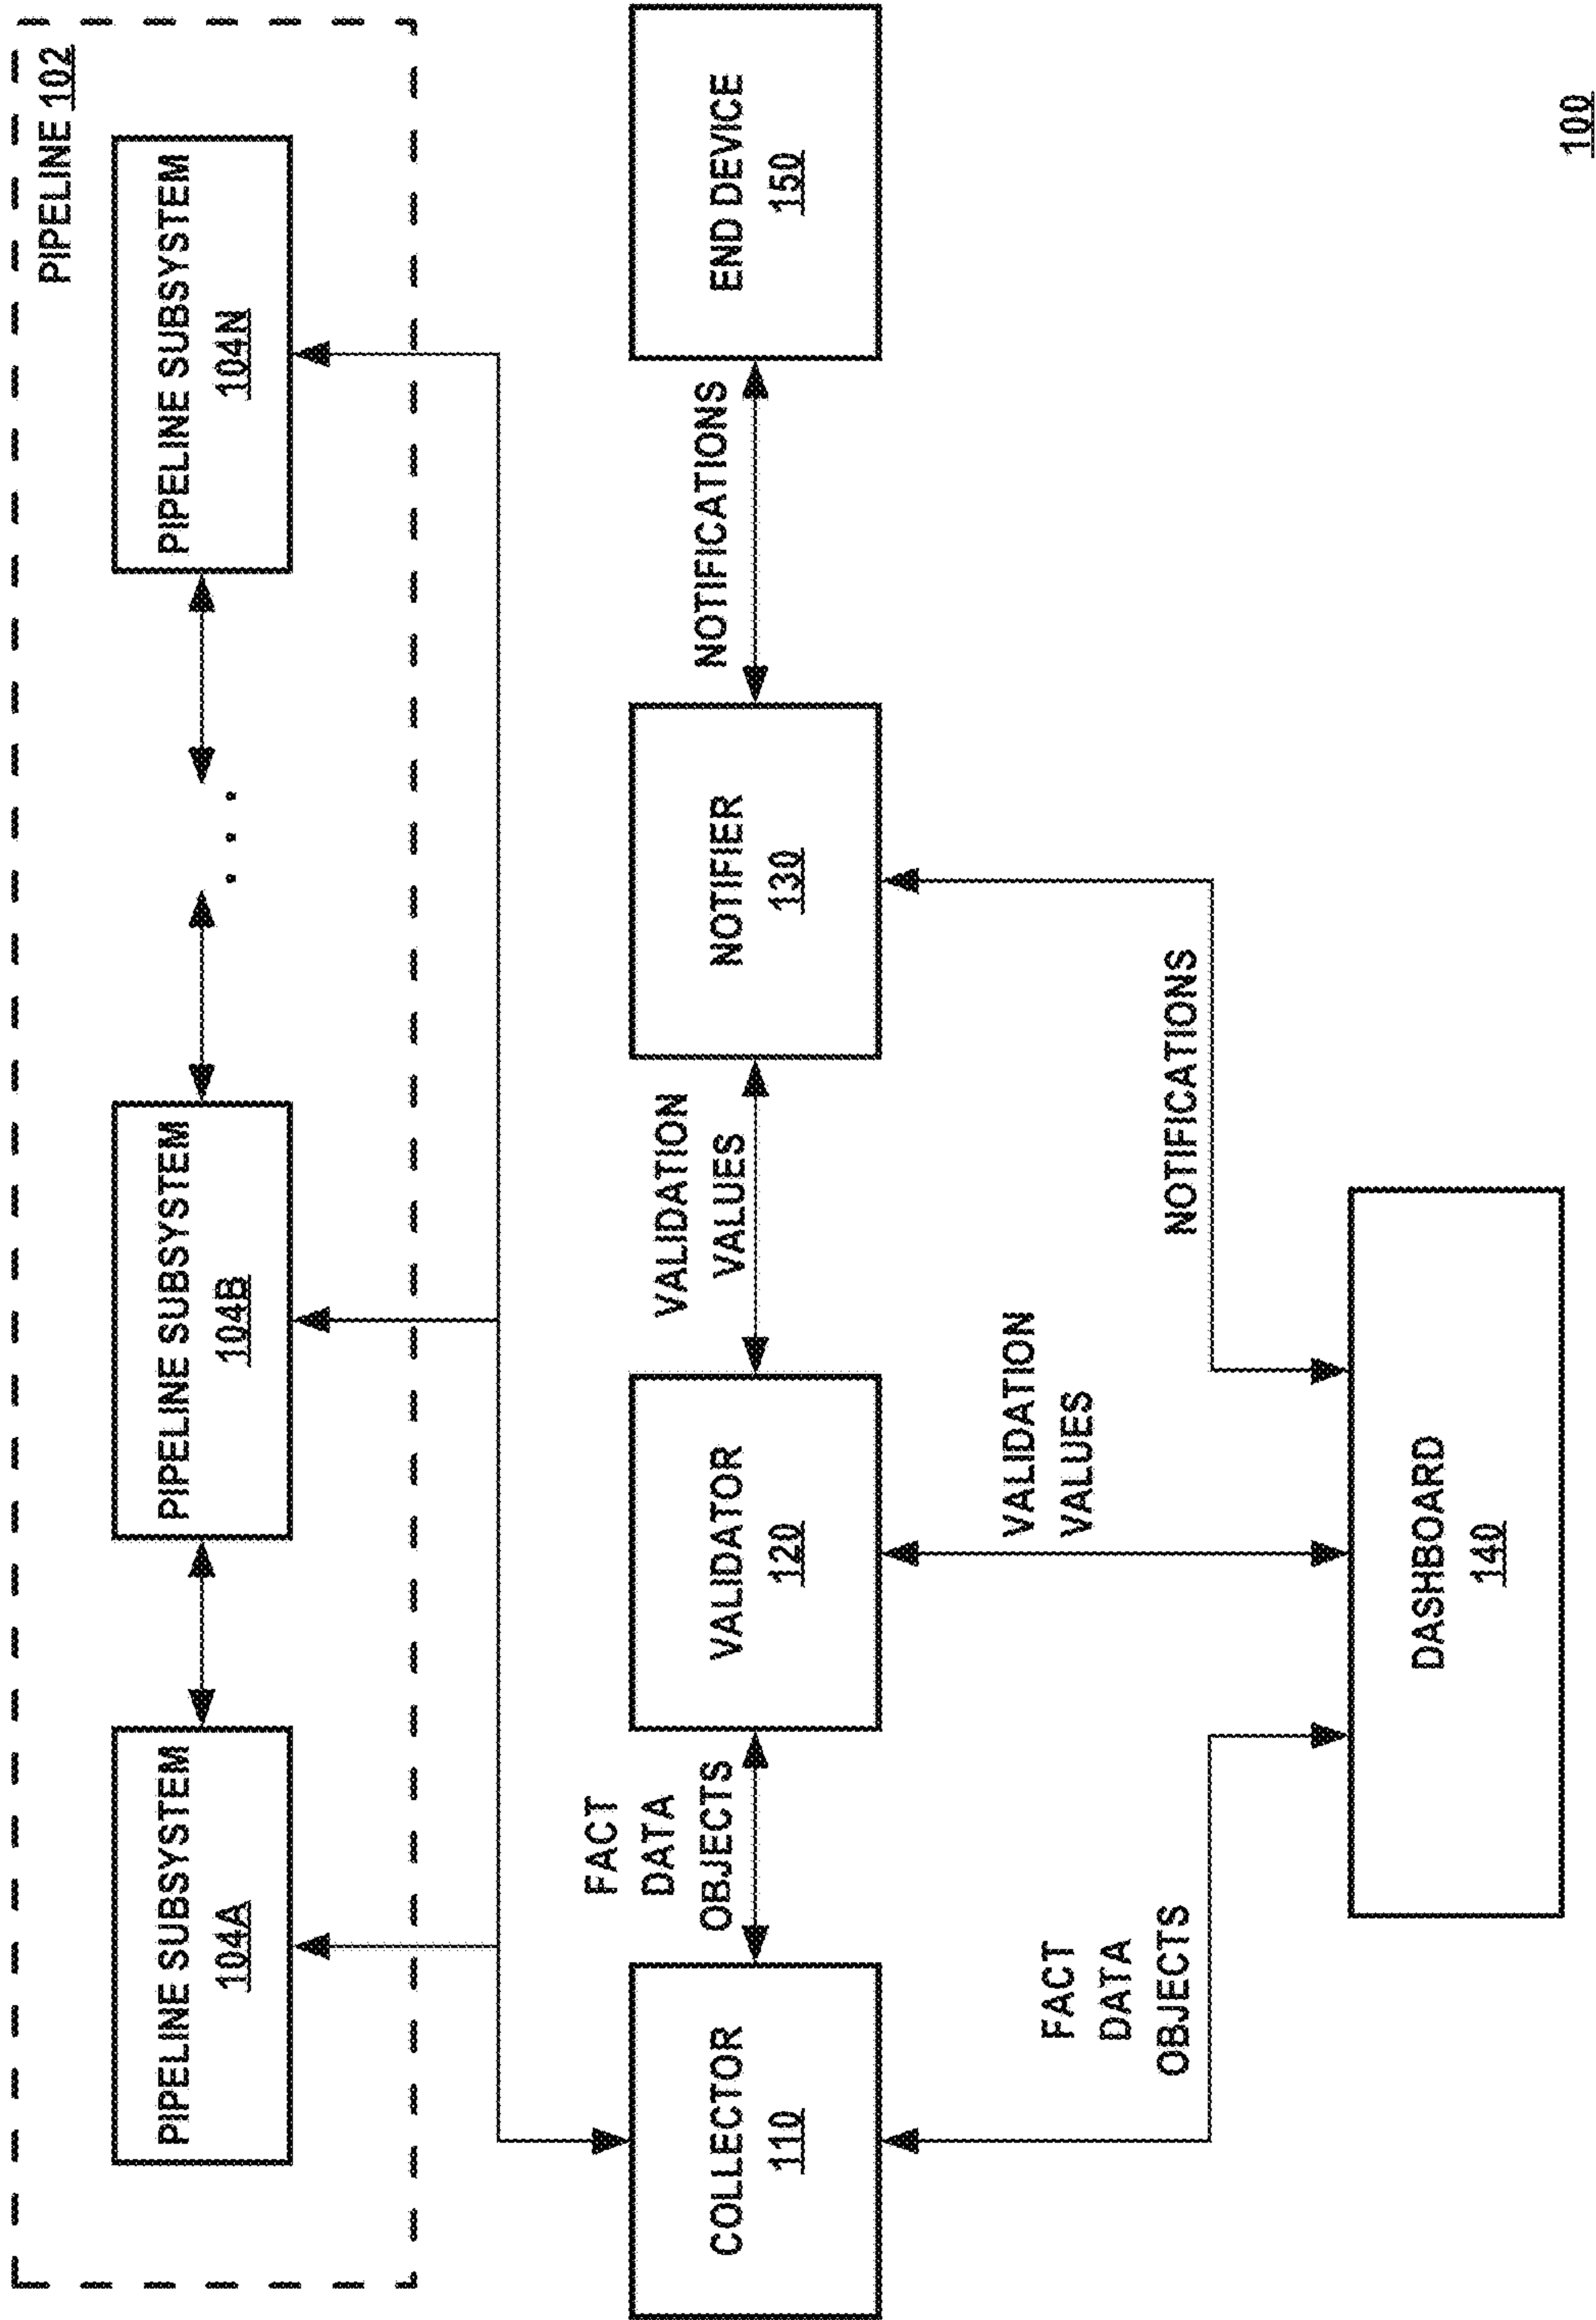 PIPELINE 102
PIPELINE SUBSYSTEM
104A
PIPELINE SUBSYSTEM
104B
. . .
PIPELINE SUBSYSTEM
104N
COLLECTOR
110
FACT
DATA
OBJECTS
VALIDATOR
120
VALIDATION
VALUES
NOTIFIER
130
NOTIFICATIONS
END DEVICE
150
FACT
DATA
OBJECTS
VALIDATION
VALUES
NOTIFICATIONS
DASHBOARD
140
100